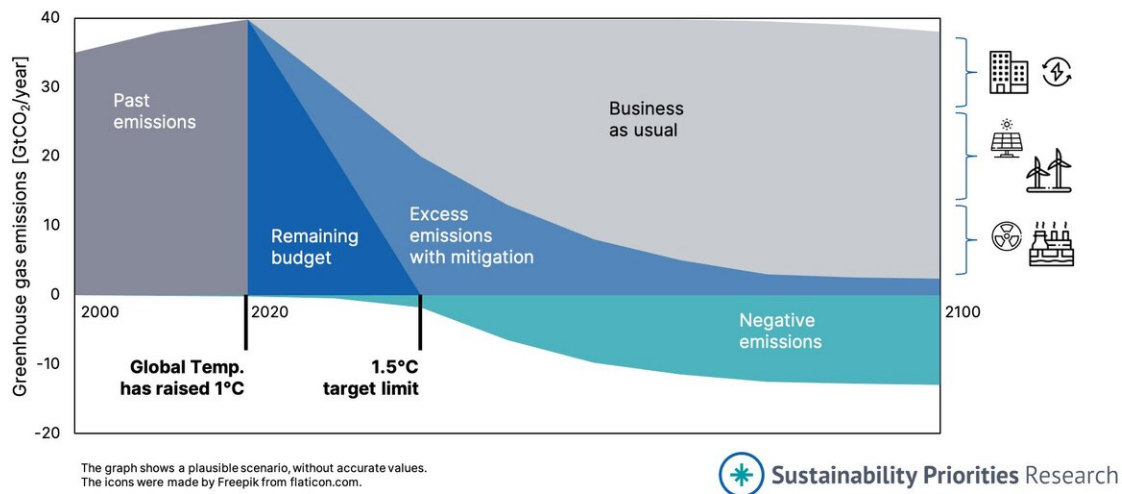 40
30
20
10
0
-10
-20
Greenhouse gas emissions [GtCO₂/year]
Past
emissions
Business
as usual
Remaining
budget
Excess
emissions
with mitigation
Negative
emissions
2000
2020
2100
Global Temp.
has raised 1°C
1.5°C
target limit
The graph shows a plausible scenario, without accurate values.
The icons were made by Freepik from flaticon.com.
Sustainability Priorities Research